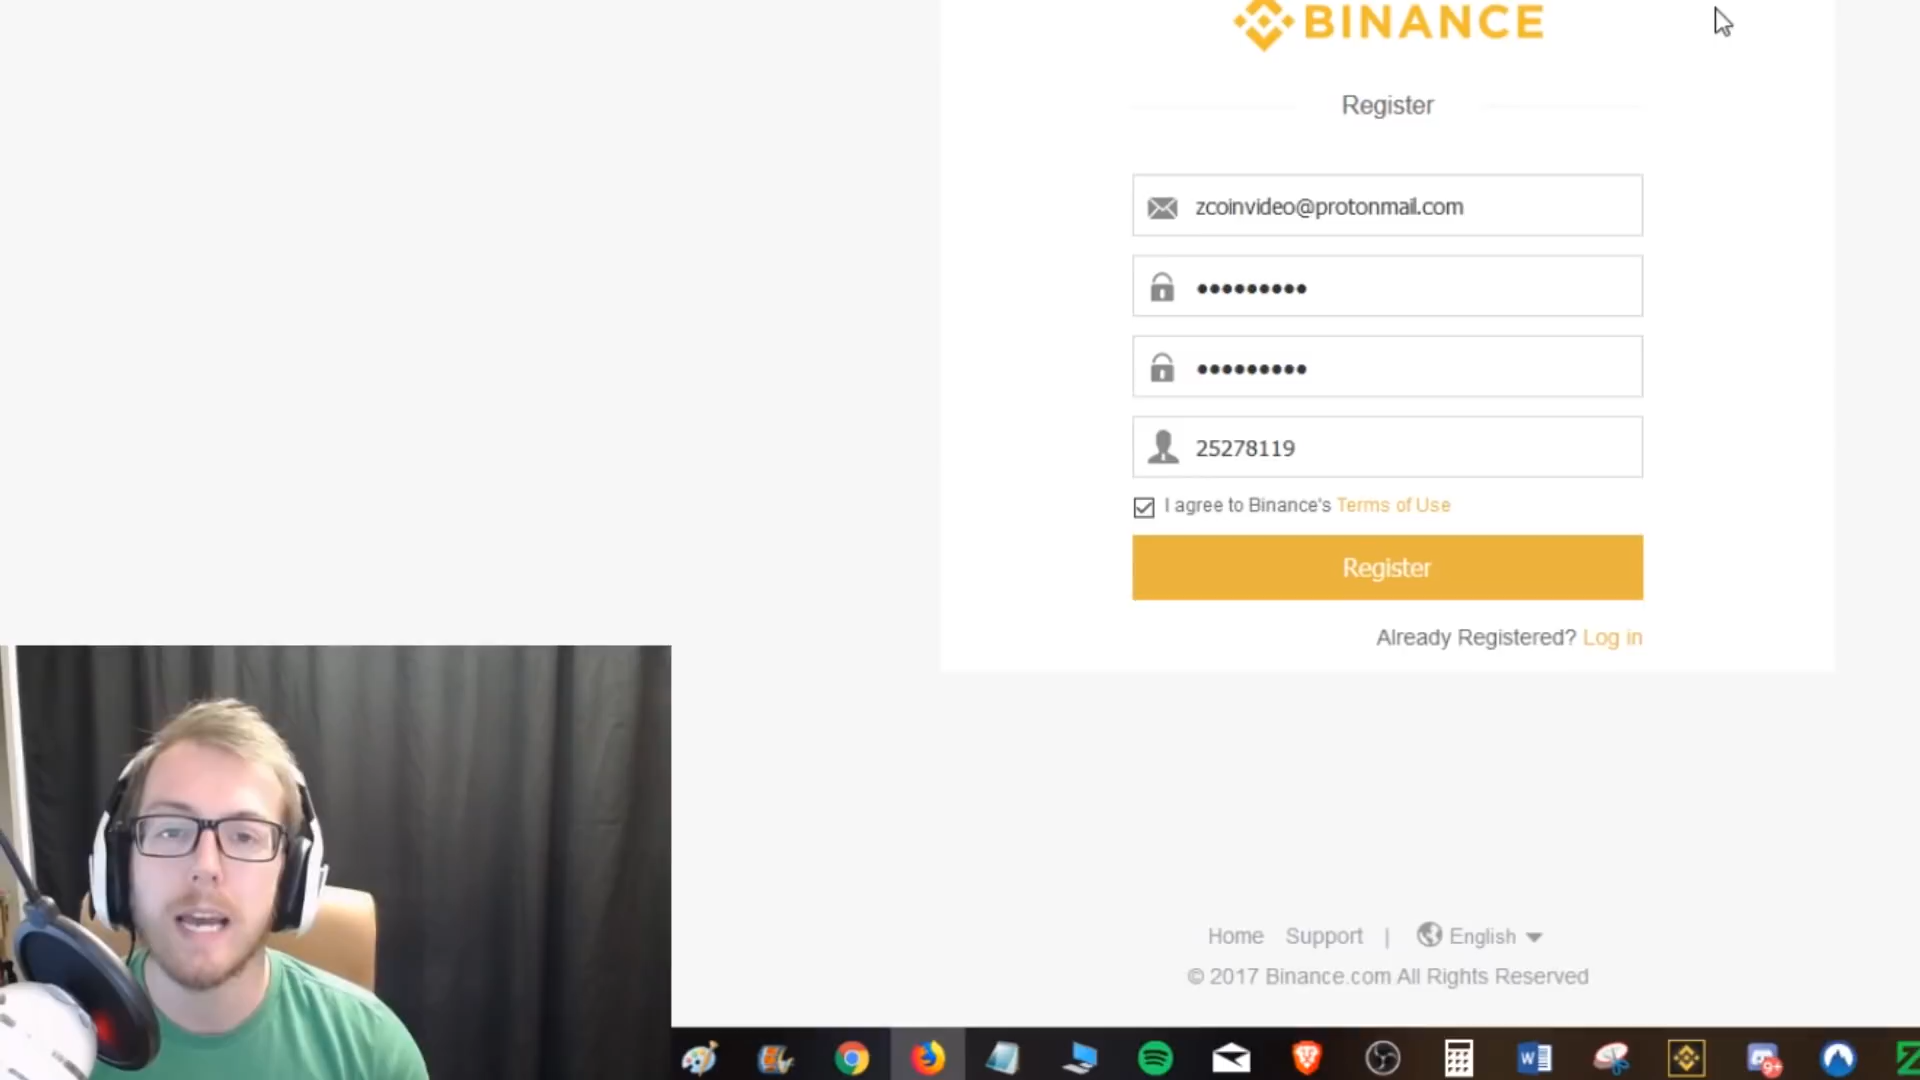 BINANCE
Register
zcoinvideo@protonmail.com
•••••••••
•••••••••
25278119
I agree to Binance's Terms of Use
Register
Already Registered? Log in
Home Support | English
© 2017 Binance.com All Rights Reserved
W
9+